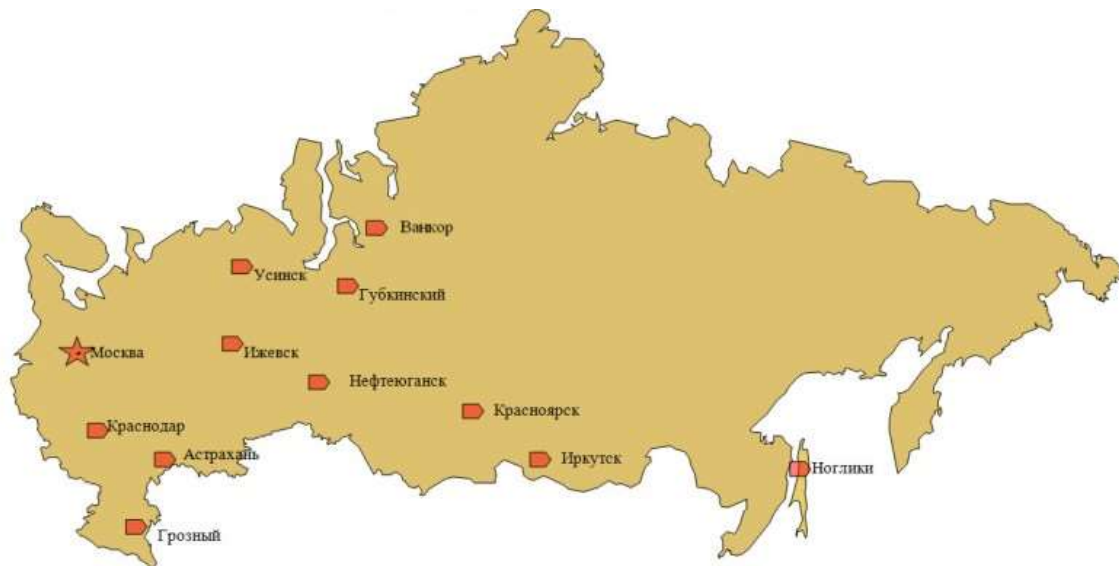 Ванкор
Усинск
Губкинский
Москва
Ижевск
Нефтеюганск
Красноярск
Краснодар
Астрахань
Иркутск
Ноглики
Грозный